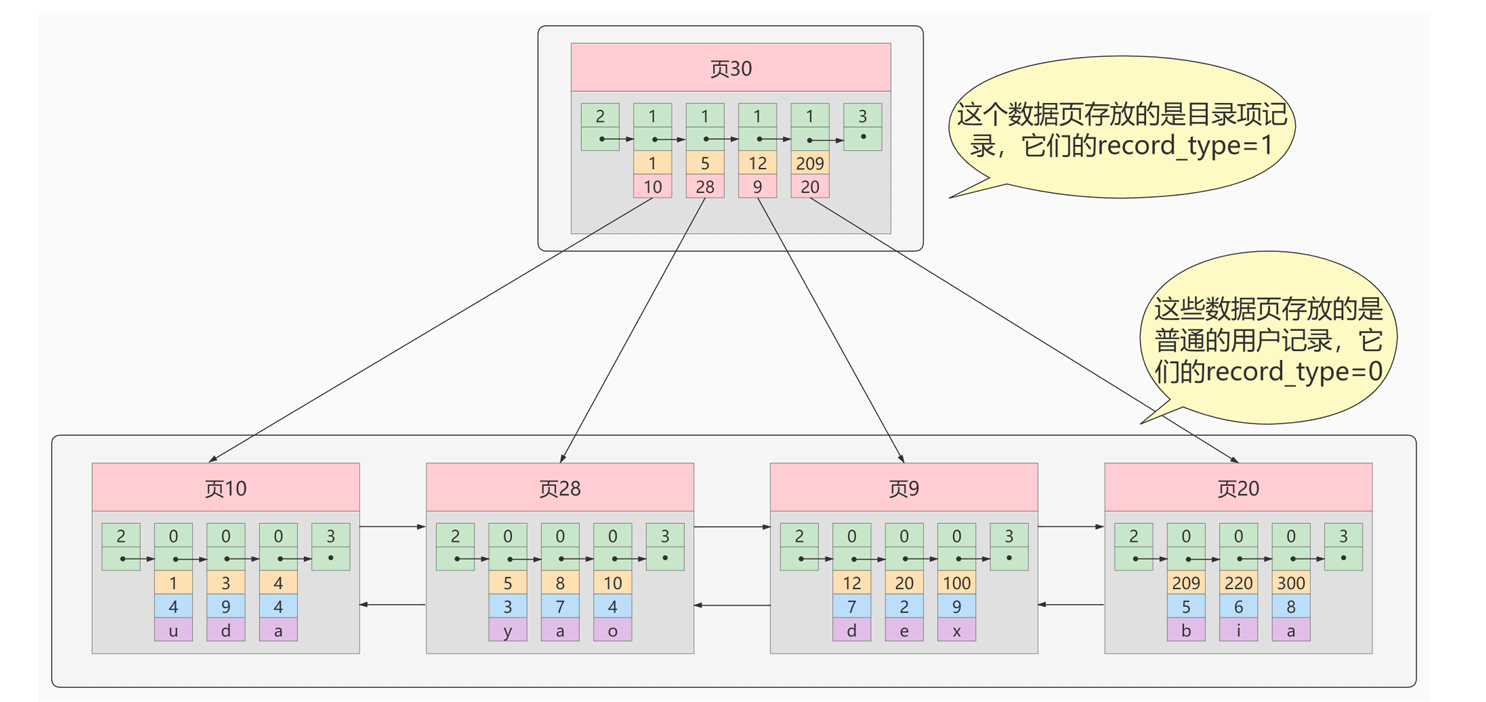 页30
2 1 1 1 1 3
1 5 12 209
10 28 9 20
这个数据页存放的是目录项记
录，它们的record_type=1
这些数据页存放的是
普通的用户记录，它
们的record_type=0
页10
2 0 0 0 3
1 3 4
4 9 4
u d a
页28
2 0 0 0 3
5 8 10
3 7 4
y a o
页9
2 0 0 0 3
12 20 100
7 2 9
d e x
页20
2 0 0 0 3
209 220 300
5 6 8
b i a